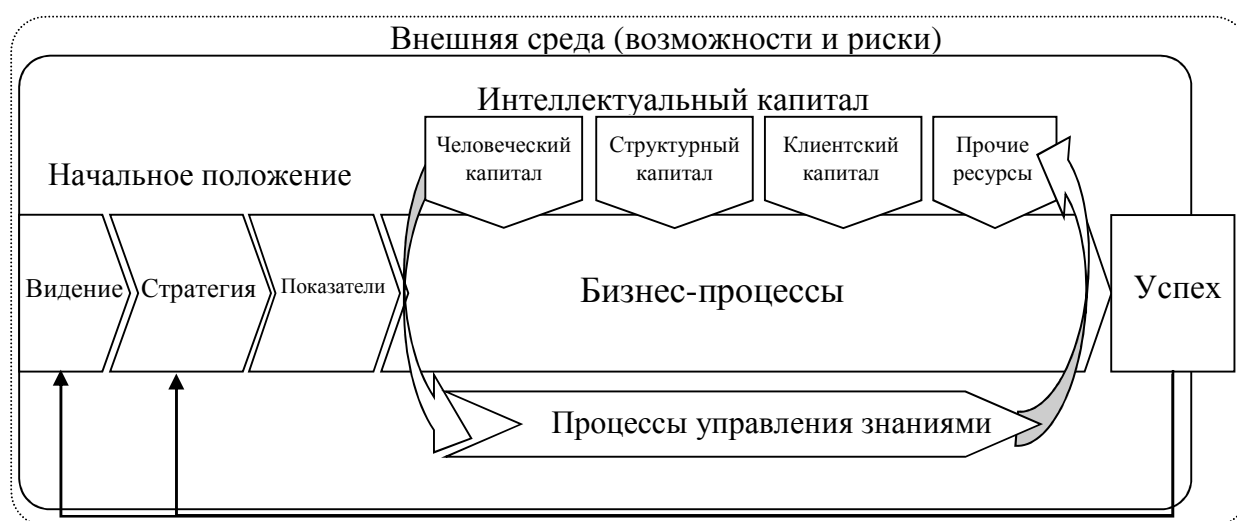 Внешняя среда (возможности и риски)
Интеллектуальный капитал
Человеческий
капитал
Структурный
капитал
Клиентский
капитал
Прочие
ресурсы
Начальное положение
Видение
Стратегия
Показатели
Бизнес-процессы
Успех
Процессы управления знаниями